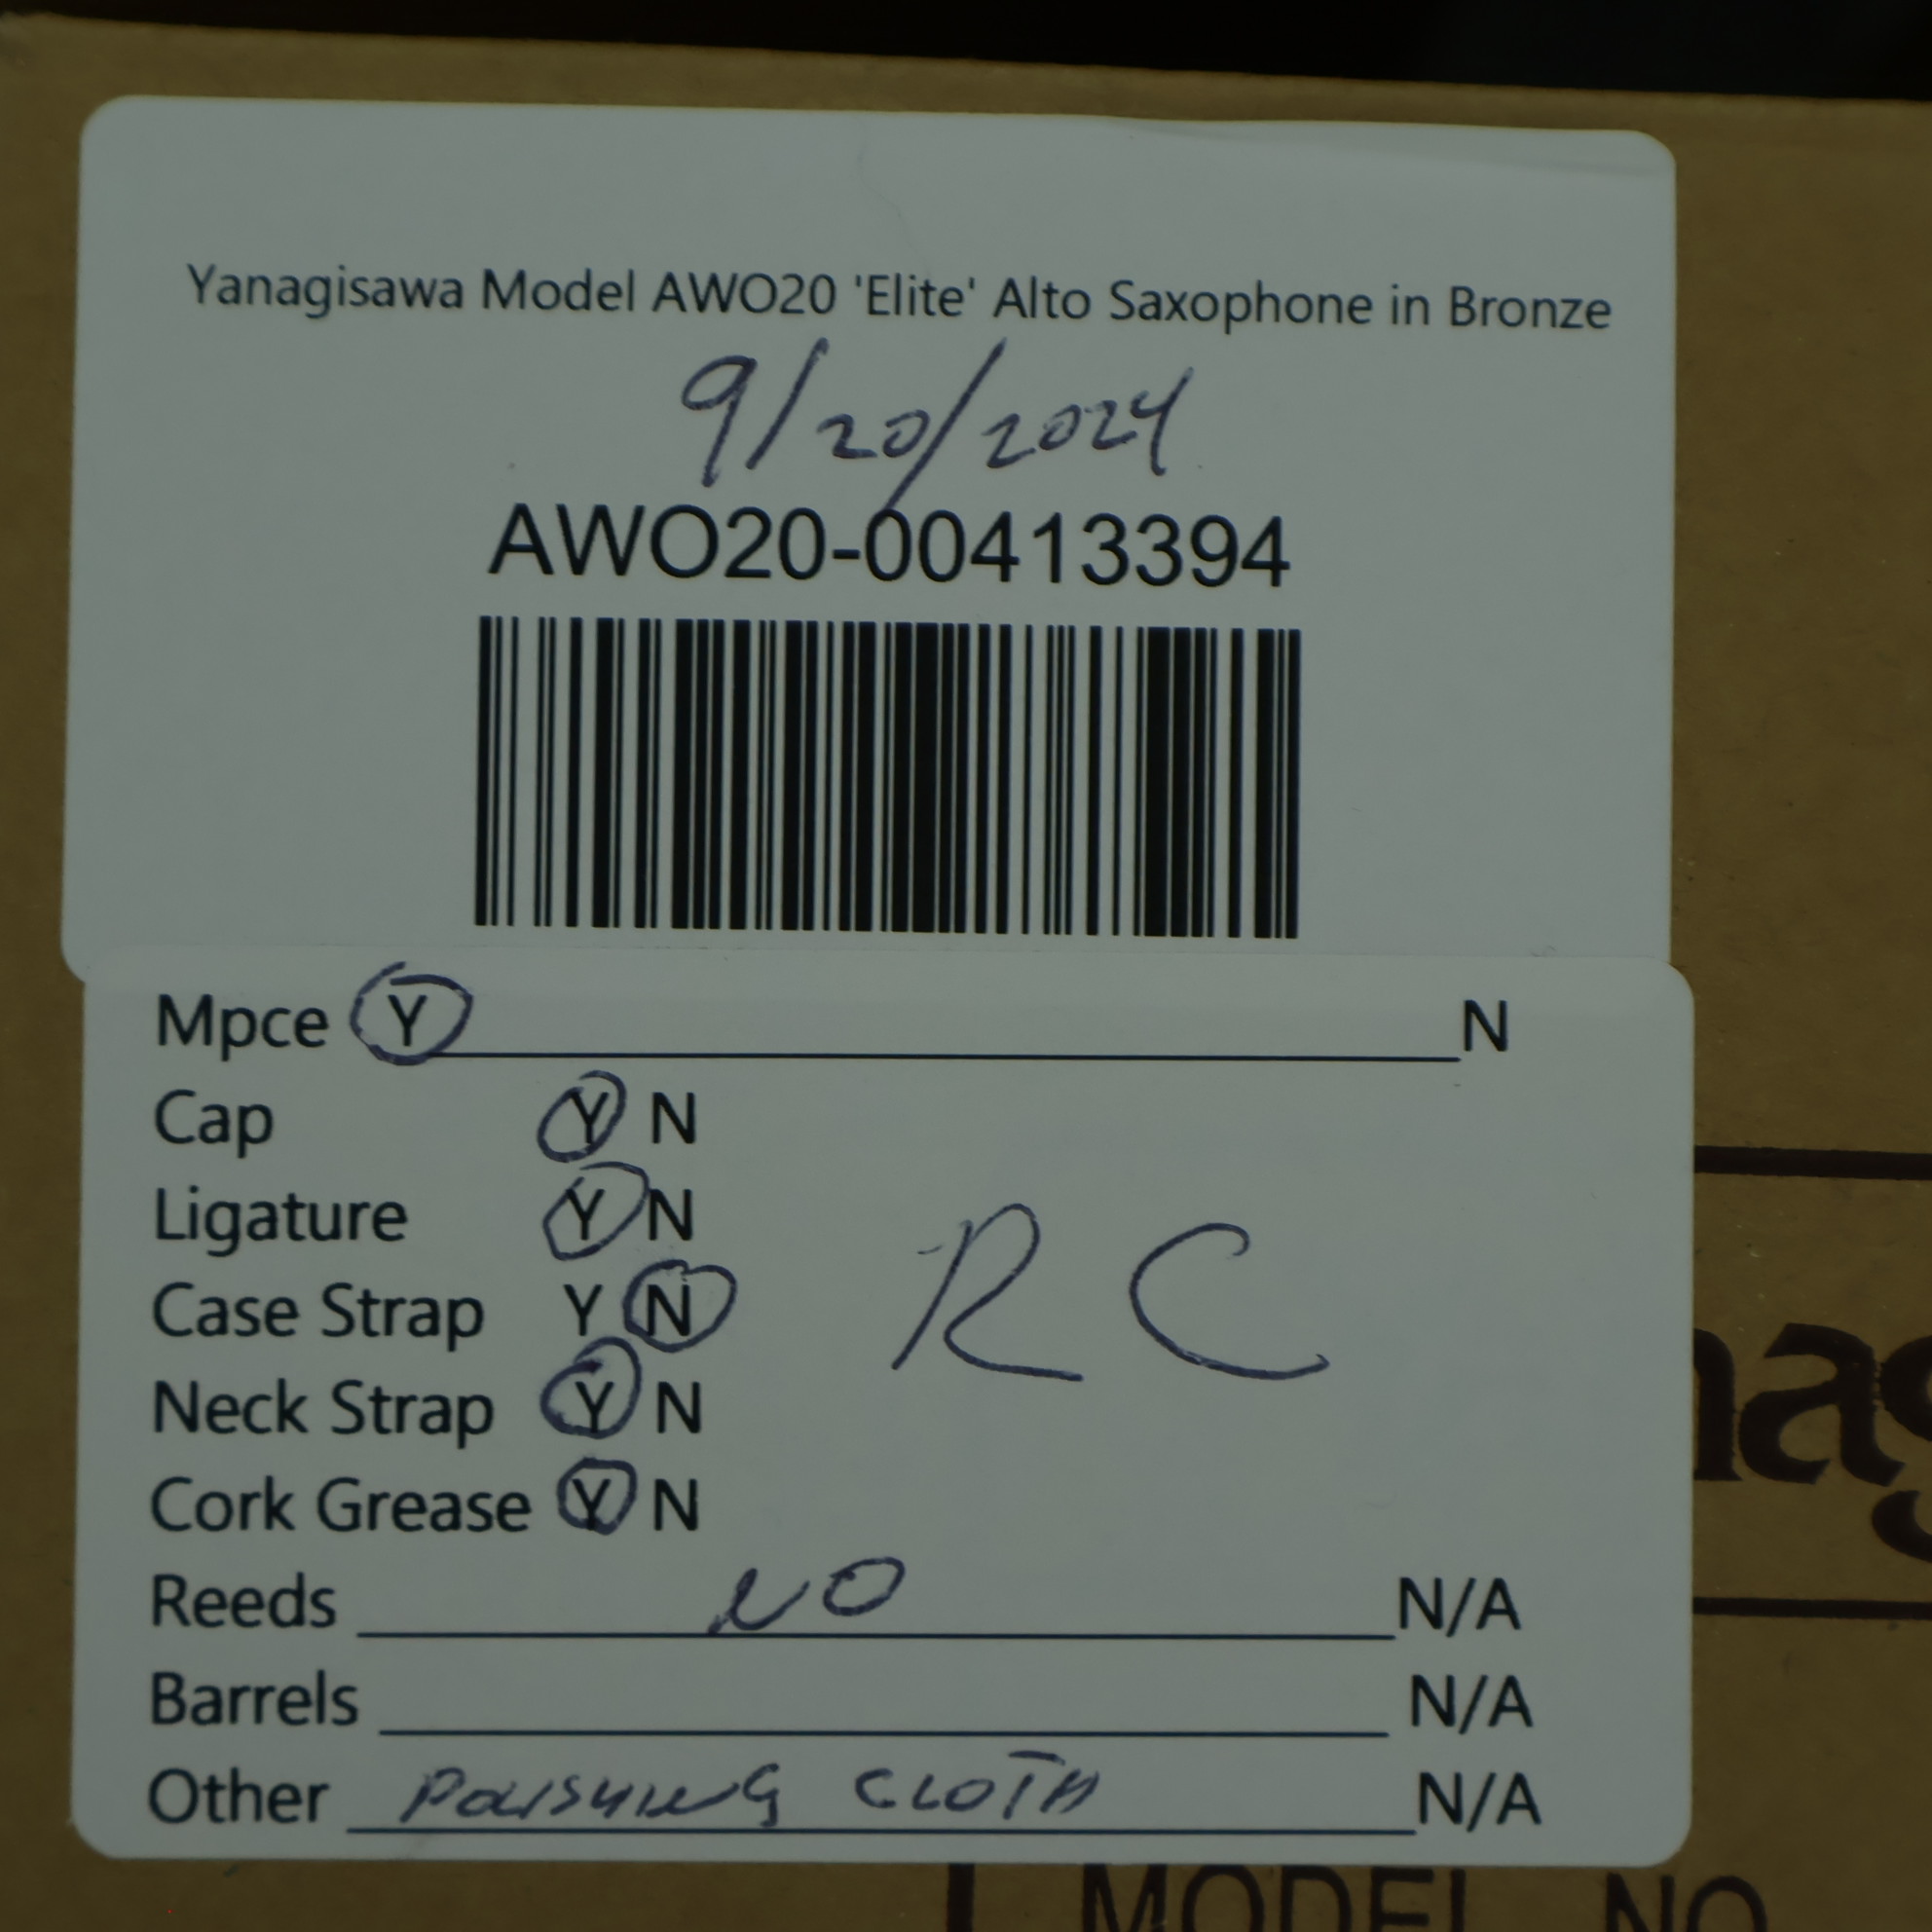 Yanagisawa Model AWO20 'Elite' Alto Saxophone in Bronze
9/20/2024
AWO20-00413394
Mpce Y N
Cap Y N
Ligature Y N
Case Strap Y N
Neck Strap Y N
Cork Grease Y N
RC
Reeds NO N/A
Barrels N/A
Other POLISHING CLOTH N/A
nag
MODEL NO